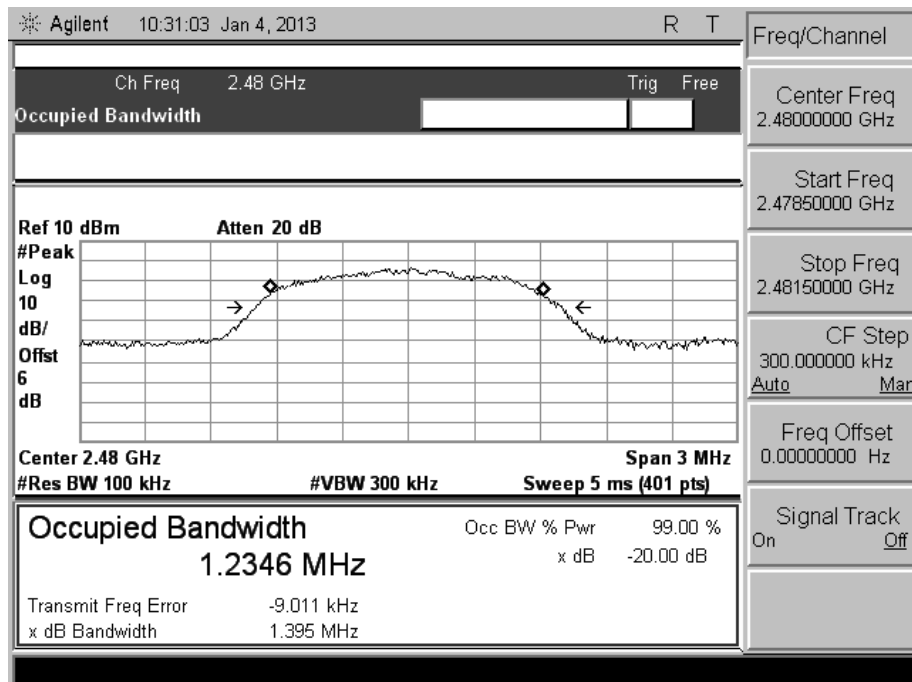 Agilent 10:31:03 Jan 4, 2013 R T
Freq/Channel
Ch Freq 2.48 GHz Trig Free
Occupied Bandwidth
Center Freq
2.48000000 GHz
Start Freq
2.47850000 GHz
Stop Freq
2.48150000 GHz
CF Step
300.000000 kHz
Auto Man
Freq Offset
0.00000000 Hz
Signal Track
On Off
Ref 10 dBm Atten 20 dB
#Peak
Log
10
dB/
Offst
6
dB
Center 2.48 GHz Span 3 MHz
#Res BW 100 kHz #VBW 300 kHz Sweep 5 ms (401 pts)
Occupied Bandwidth
1.2346 MHz
Occ BW % Pwr 99.00 %
x dB -20.00 dB
Transmit Freq Error -9.011 kHz
x dB Bandwidth 1.395 MHz